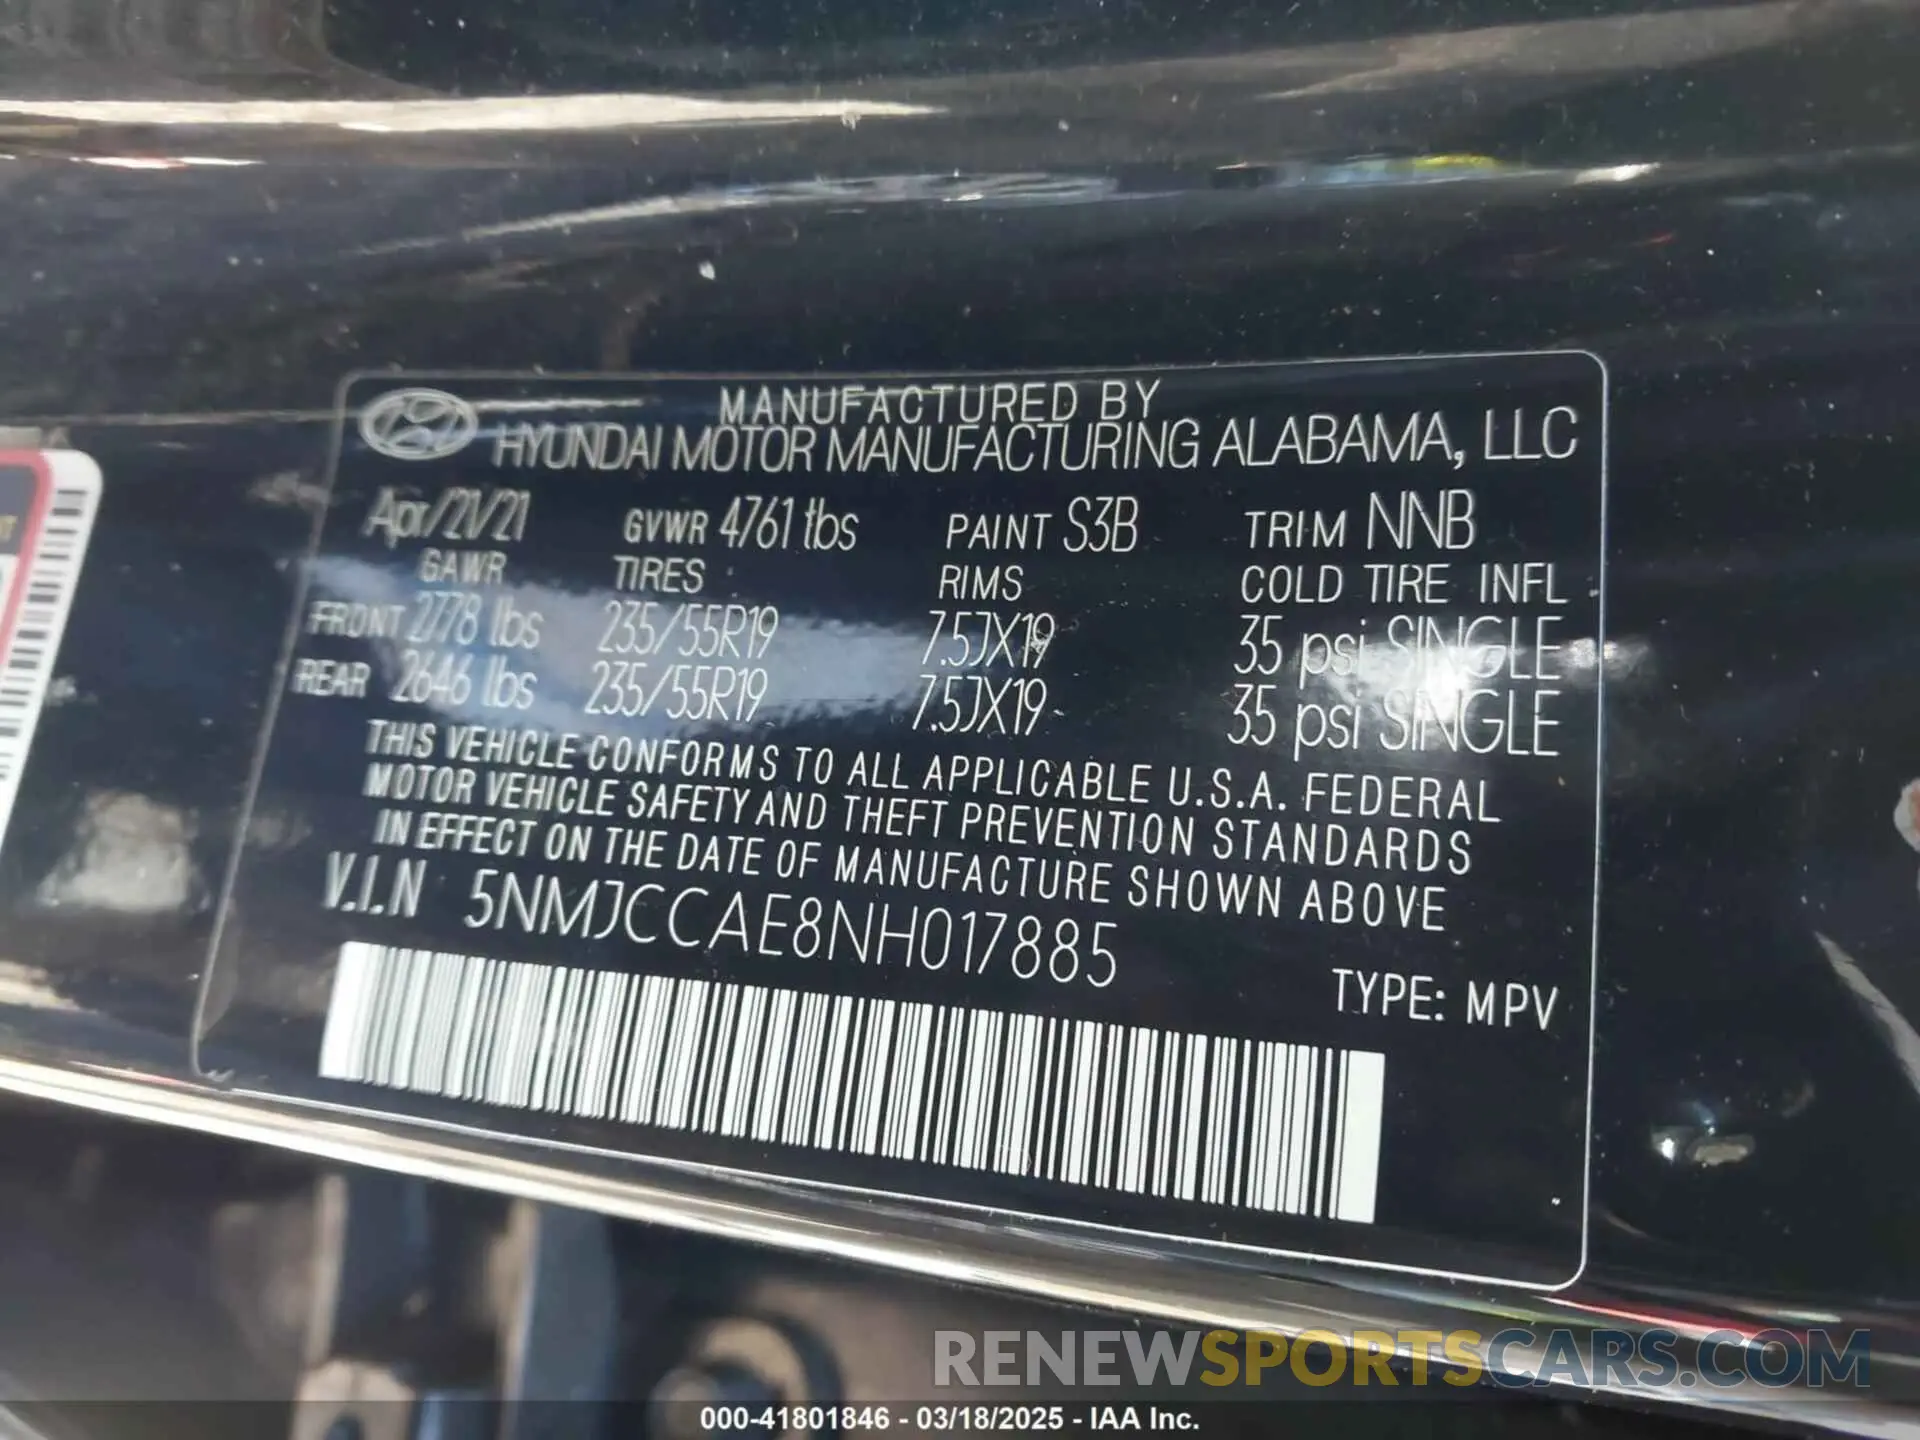 MANUFACTURED BY
HYUNDAI MOTOR MANUFACTURING ALABAMA, LLC
Apr/21/21 GVWR 4761 lbs PAINT S3B TRIM NNB
GAWR TIRES RIMS COLD TIRE INFL
FRONT 2778 lbs 235/55R19 7.5JX19 35 psi SINGLE
REAR 2646 lbs 235/55R19 7.5JX19 35 psi SINGLE
THIS VEHICLE CONFORMS TO ALL APPLICABLE U.S.A. FEDERAL
MOTOR VEHICLE SAFETY AND THEFT PREVENTION STANDARDS
IN EFFECT ON THE DATE OF MANUFACTURE SHOWN ABOVE
V.I.N 5NMJCCAE8NH017885
TYPE: MPV
RENEWSPORTSCARS.COM
000-41801846 - 03/18/2025 - IAA Inc.